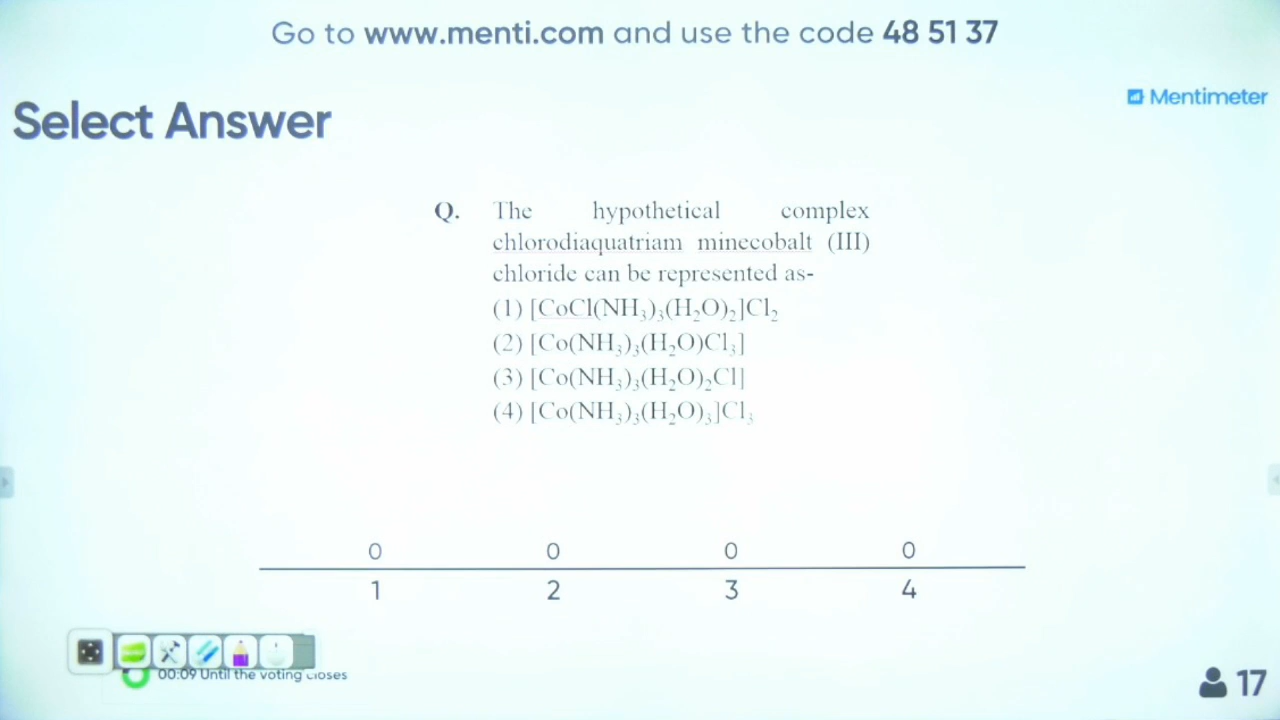 Go to www.menti.com and use the code 48 51 37
Mentimeter
Select Answer
Q. The hypothetical complex
chlorodiaquatriam minecobalt (III)
chloride can be represented as-
(1) [CoCl(NH₃)₃(H₂O)₂]Cl₂
(2) [Co(NH₃)₃(H₂O)Cl₃]
(3) [Co(NH₃)₃(H₂O)₂Cl]
(4) [Co(NH₃)₃(H₂O)₃]Cl₃
0 0 0 0
1 2 3 4
00:09 Until the voting closes
17